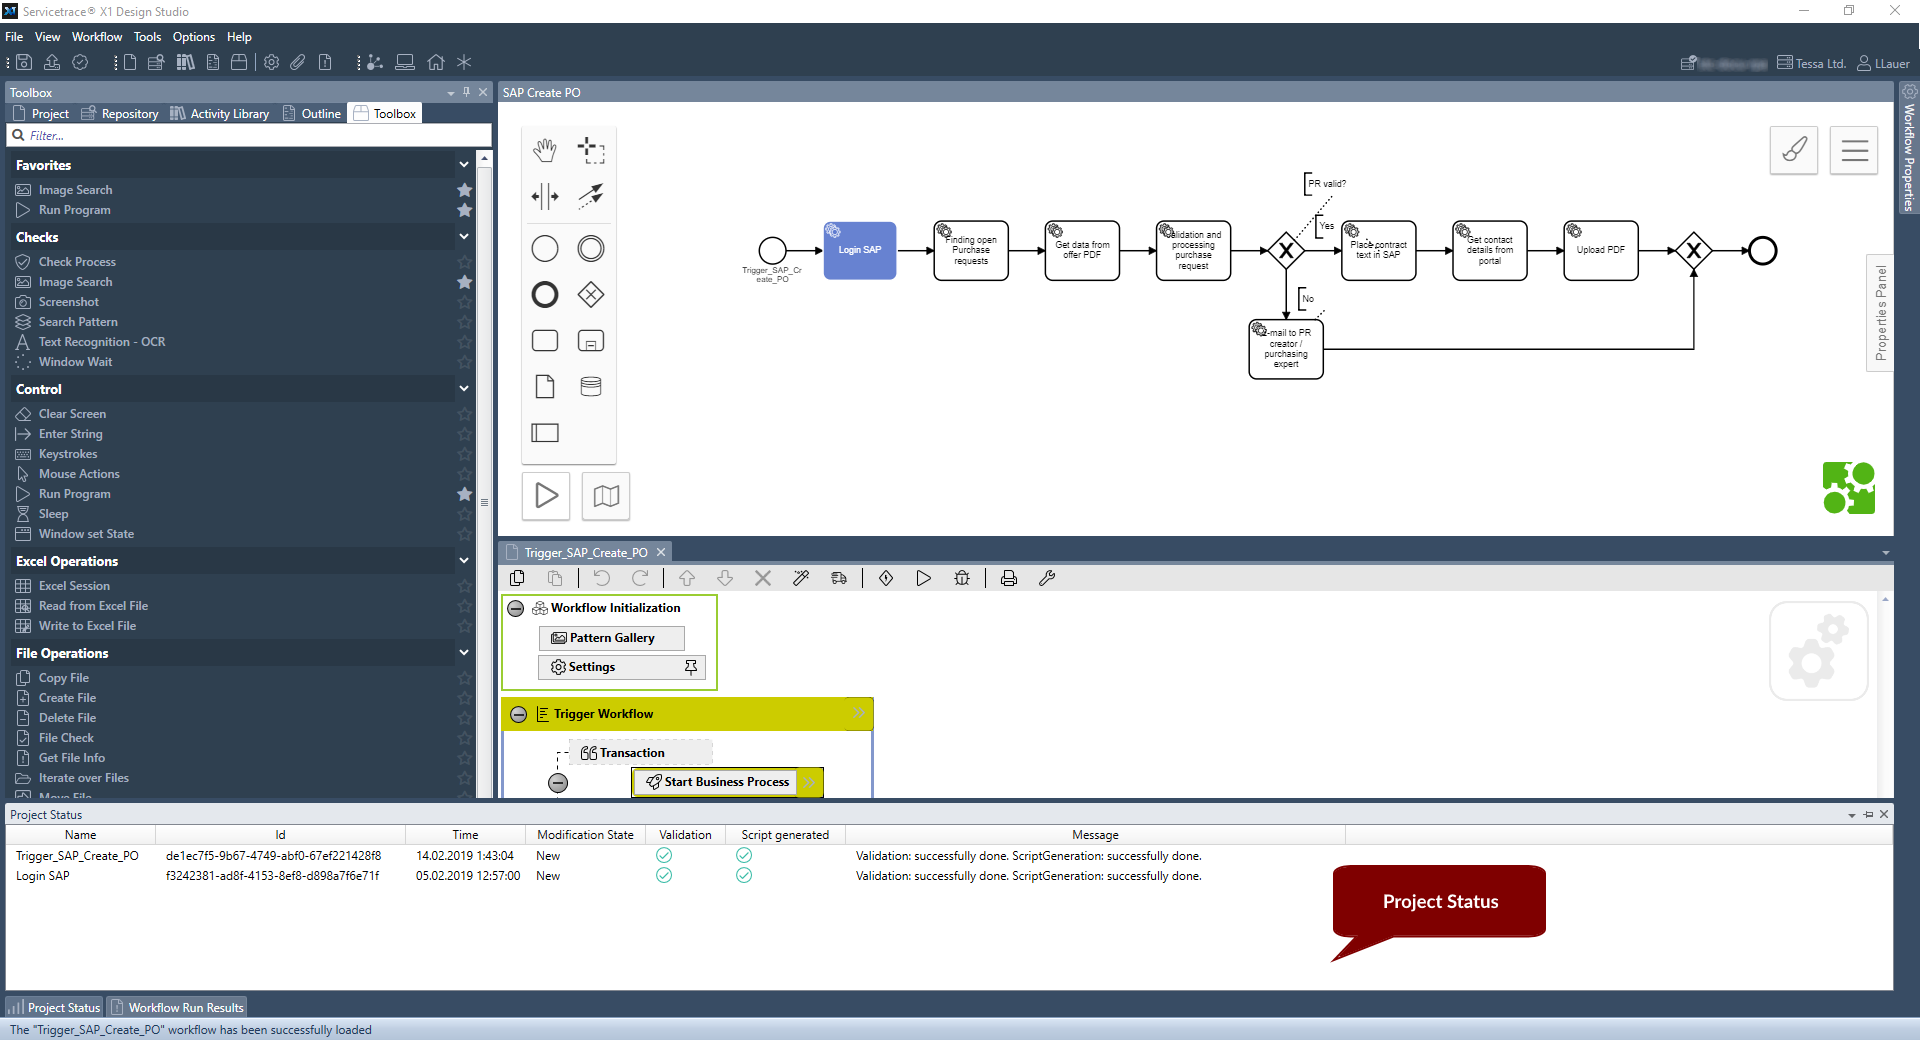 Servicetrace® X1 Design Studio
File View Workflow Tools Options Help
Tessa Ltd. LLauer
Toolbox
Project Repository Activity Library Outline Toolbox
Filter...
Favorites
Image Search
Run Program
Checks
Check Process
Image Search
Screenshot
Search Pattern
Text Recognition - OCR
Window Wait
Control
Clear Screen
Enter String
Keystrokes
Mouse Actions
Run Program
Sleep
Window set State
Excel Operations
Excel Session
Read from Excel File
Write to Excel File
File Operations
Copy File
Create File
Delete File
File Check
Get File Info
Iterate over Files
Move File
SAP Create PO
Trigger_SAP_Cr
eate_PO
Login SAP
Finding open
Purchase
requests
Get data from
offer PDF
Validation and
processing
purchase
request
PR valid?
Yes
No
Place contract
text in SAP
Get contact
details from
portal
Upload PDF
E-mail to PR
creator /
purchasing
expert
Workflow Properties
Properties Panel
Trigger_SAP_Create_PO
Workflow Initialization
Pattern Gallery
Settings
Trigger Workflow
Transaction
Start Business Process
Project Status
Name Id Time Modification State Validation Script generated Message
Trigger_SAP_Create_PO de1ec7f5-9b67-4749-abf0-67ef221428f8 14.02.2019 1:43:04 New Validation: successfully done. ScriptGeneration: successfully done.
Login SAP f3242381-ad8f-4153-8ef8-d898a7f6e71f 05.02.2019 12:57:00 New Validation: successfully done. ScriptGeneration: successfully done.
Project Status
Project Status Workflow Run Results
The "Trigger_SAP_Create_PO" workflow has been successfully loaded